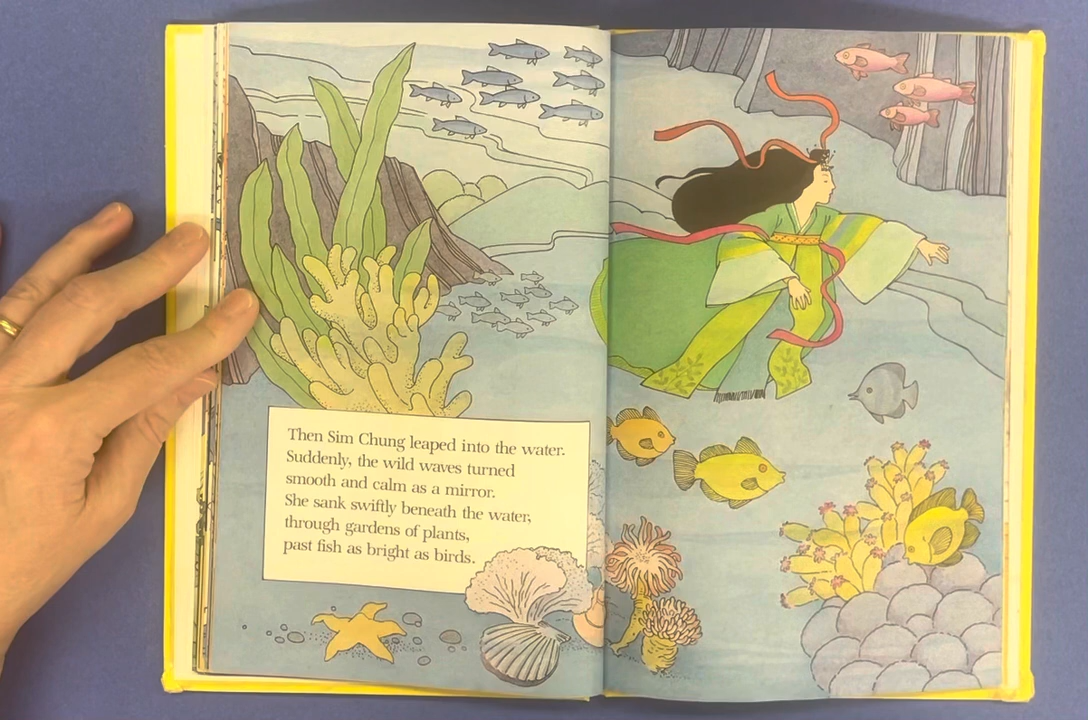 Then Sim Chung leaped into the water.
Suddenly, the wild waves turned
smooth and calm as a mirror.
She sank swiftly beneath the water,
through gardens of plants,
past fish as bright as birds.